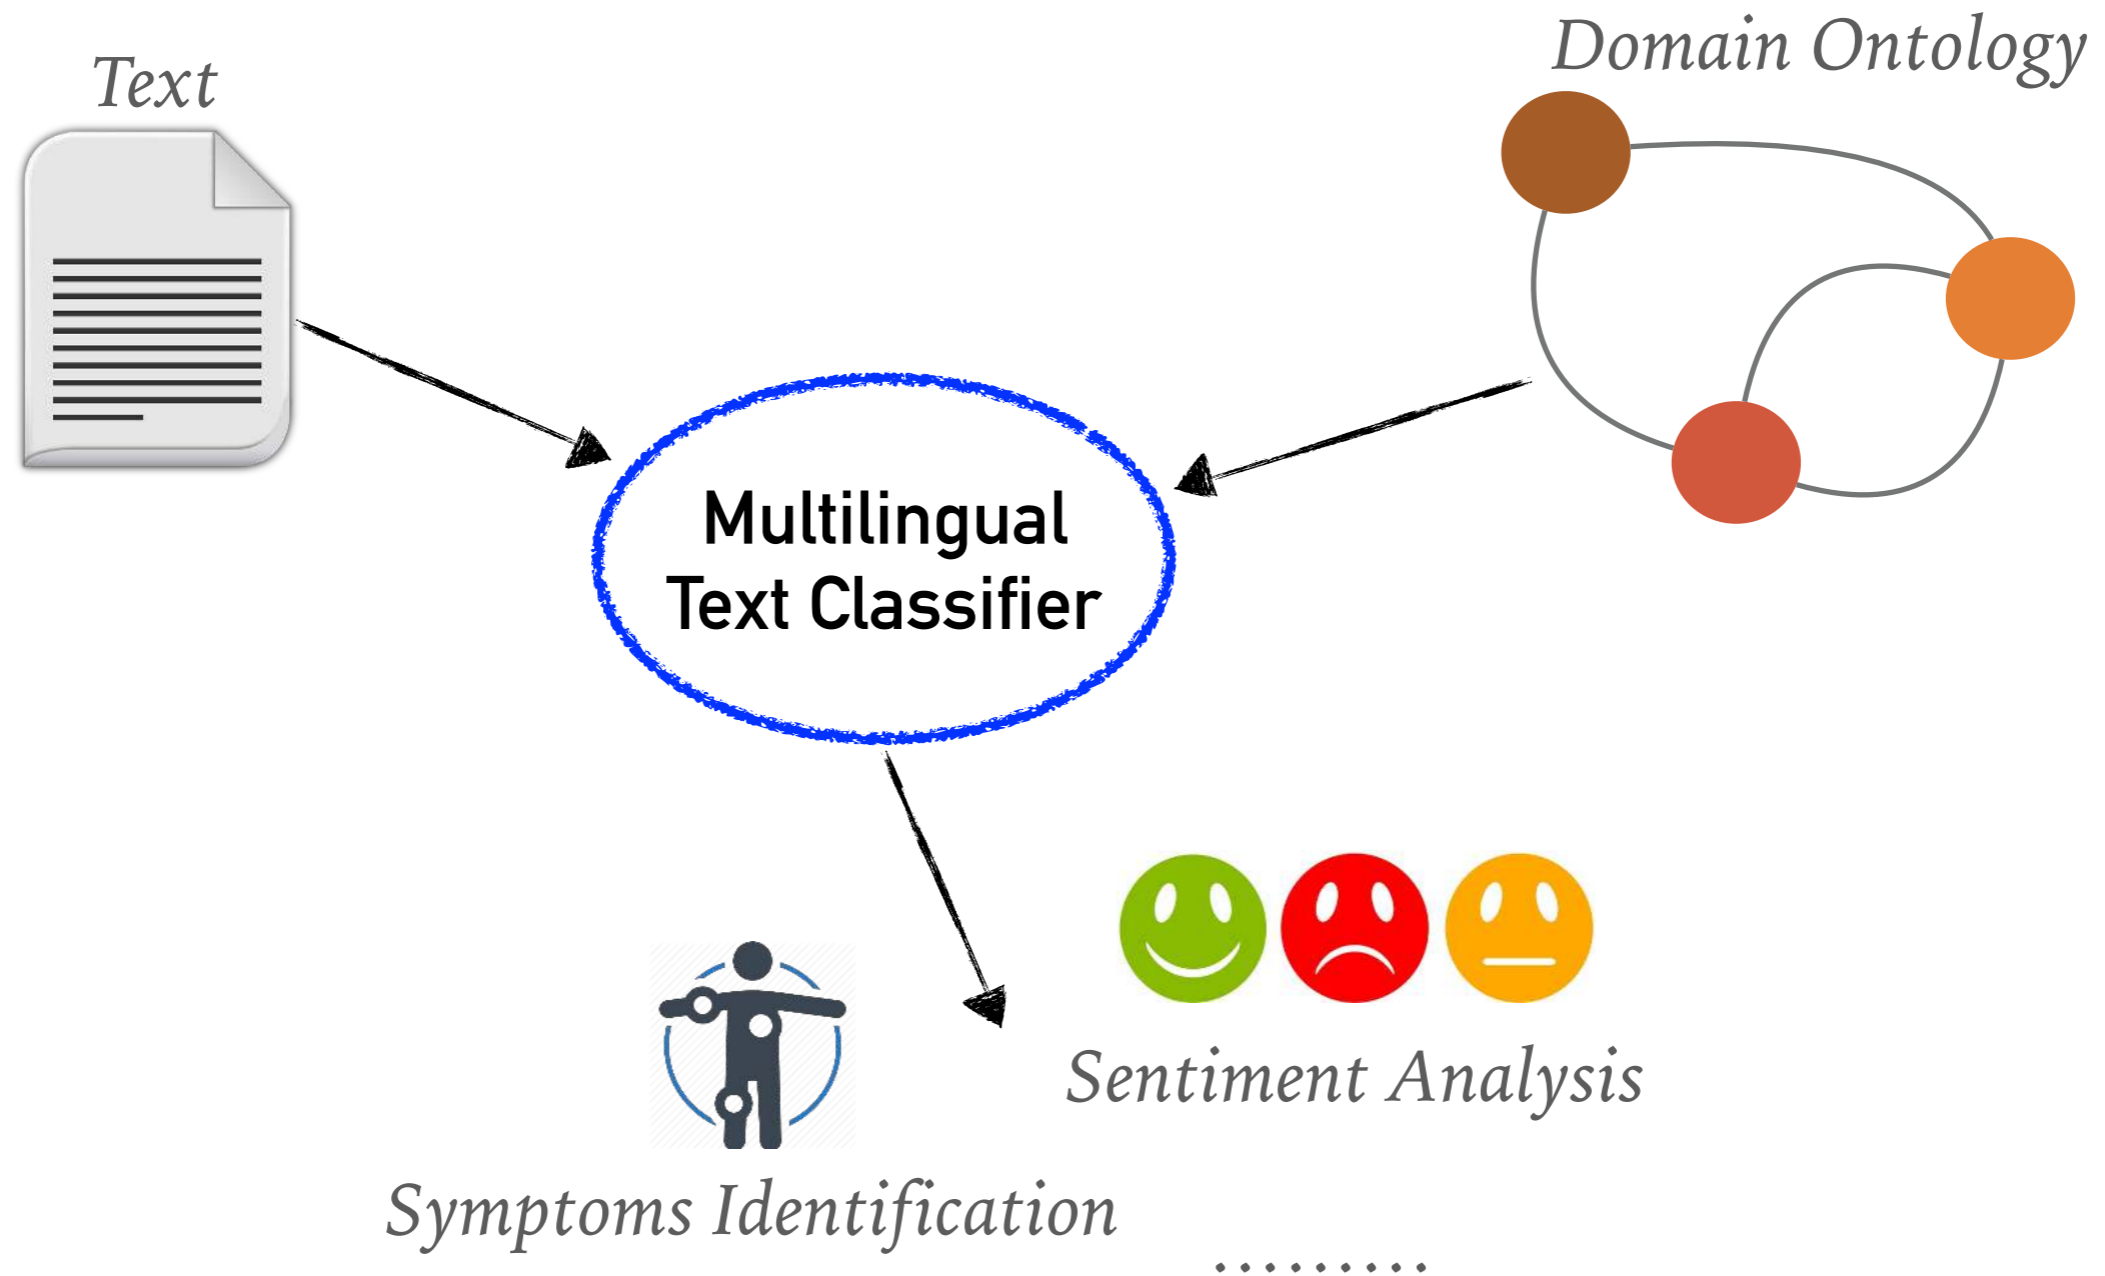 Text
Domain Ontology
Multilingual
Text Classifier
Sentiment Analysis
Symptoms Identification
.........